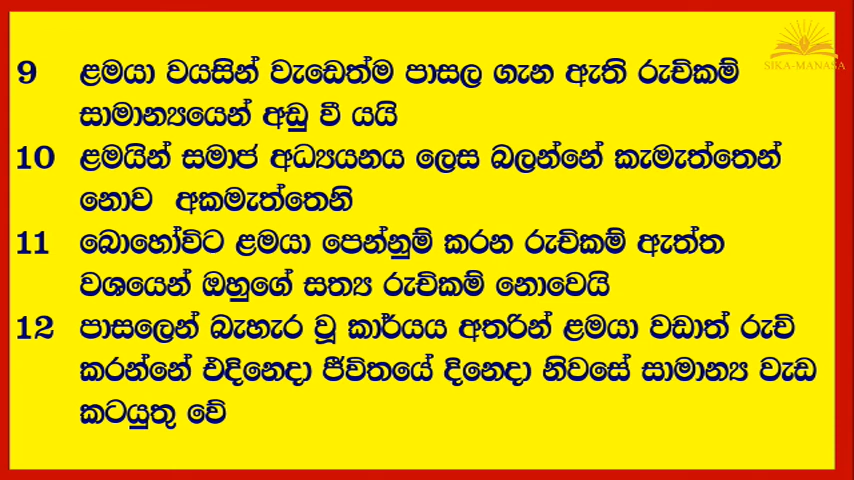 SIKA-MANASA
9 ළමයා වයසින් වැඩෙත්ම පාසල ගැන ඇති රුචිකම්
සාමාන්‍යයෙන් අඩු වී යයි
10 ළමයින් සමාජ අධ්‍යයනය ලෙස බලන්නේ කැමැත්තෙන්
නොව අකමැත්තෙනි
11 බොහෝවිට ළමයා පෙන්නුම් කරන රුචිකම් ඇත්ත
වශයෙන් ඔහුගේ සත්‍ය රුචිකම් නොවෙයි
12 පාසලෙන් බැහැර වූ කාර්යය අතරින් ළමයා වඩාත් රුචි
කරන්නේ එදිනෙදා ජීවිතයේ දිනෙදා නිවසේ සාමාන්‍ය වැඩ
කටයුතු වේ